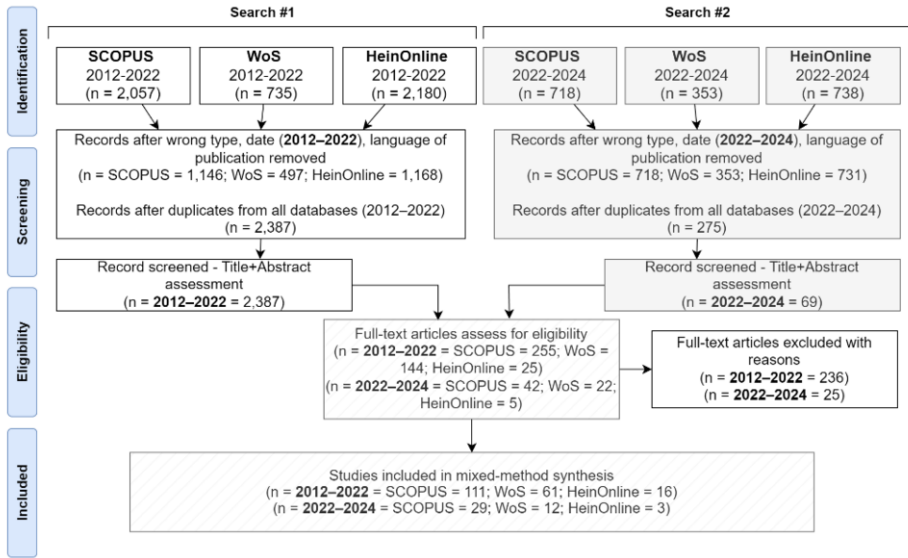 Search #1
Search #2
Identification
SCOPUS
2012-2022
(n = 2,057)
WoS
2012-2022
(n = 735)
HeinOnline
2012-2022
(n = 2,180)
SCOPUS
2022-2024
(n = 718)
WoS
2022-2024
(n = 353)
HeinOnline
2022-2024
(n = 738)
Screening
Records after wrong type, date (2012–2022), language of
publication removed
(n = SCOPUS = 1,146; WoS = 497; HeinOnline = 1,168)
Records after duplicates from all databases (2012–2022)
(n = 2,387)
Records after wrong type, date (2022–2024), language of
publication removed
(n = SCOPUS = 718; WoS = 353; HeinOnline = 731)
Records after duplicates from all databases (2022–2024)
(n = 275)
Record screened - Title+Abstract
assessment
(n = 2012–2022 = 2,387)
Record screened - Title+Abstract
assessment
(n = 2022–2024 = 69)
Eligibility
Full-text articles assess for eligibility
(n = 2012–2022 = SCOPUS = 255; WoS =
144; HeinOnline = 25)
(n = 2022–2024 = SCOPUS = 42; WoS = 22;
HeinOnline = 5)
Full-text articles excluded with
reasons
(n = 2012–2022 = 236)
(n = 2022–2024 = 25)
Included
Studies included in mixed-method synthesis
(n = 2012–2022 = SCOPUS = 111; WoS = 61; HeinOnline = 16)
(n = 2022–2024 = SCOPUS = 29; WoS = 12; HeinOnline = 3)